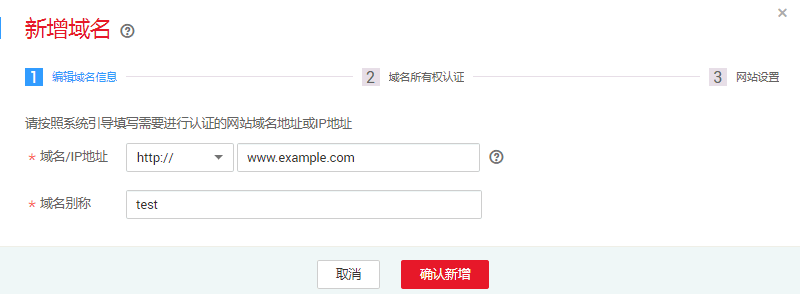 新增域名 ?
1 编辑域名信息 2 域名所有权认证 3 网站设置
请按照系统引导填写需要进行认证的网站域名地址或IP地址
* 域名/IP地址 http:// www.example.com ?
* 域名别称 test
取消 确认新增